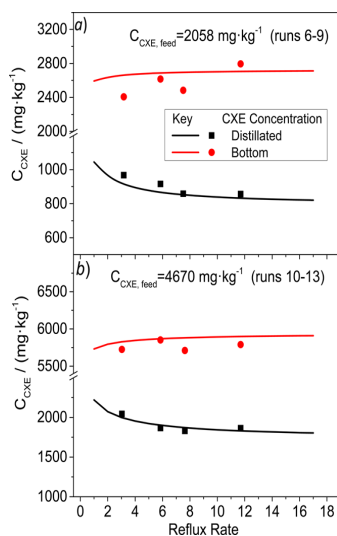 a)
C_CXE, feed=2058 mg·kg⁻¹ (runs 6-9)
C_CXE / (mg·kg⁻¹)
3200
2800
2400
1000
800
600
Key CXE Concentration
Distillated
Bottom
b)
C_CXE, feed=4670 mg·kg⁻¹ (runs 10-13)
C_CXE / (mg·kg⁻¹)
6500
6000
5750
5500
2000
1500
1000
0 2 4 6 8 10 12 14 16 18
Reflux Rate